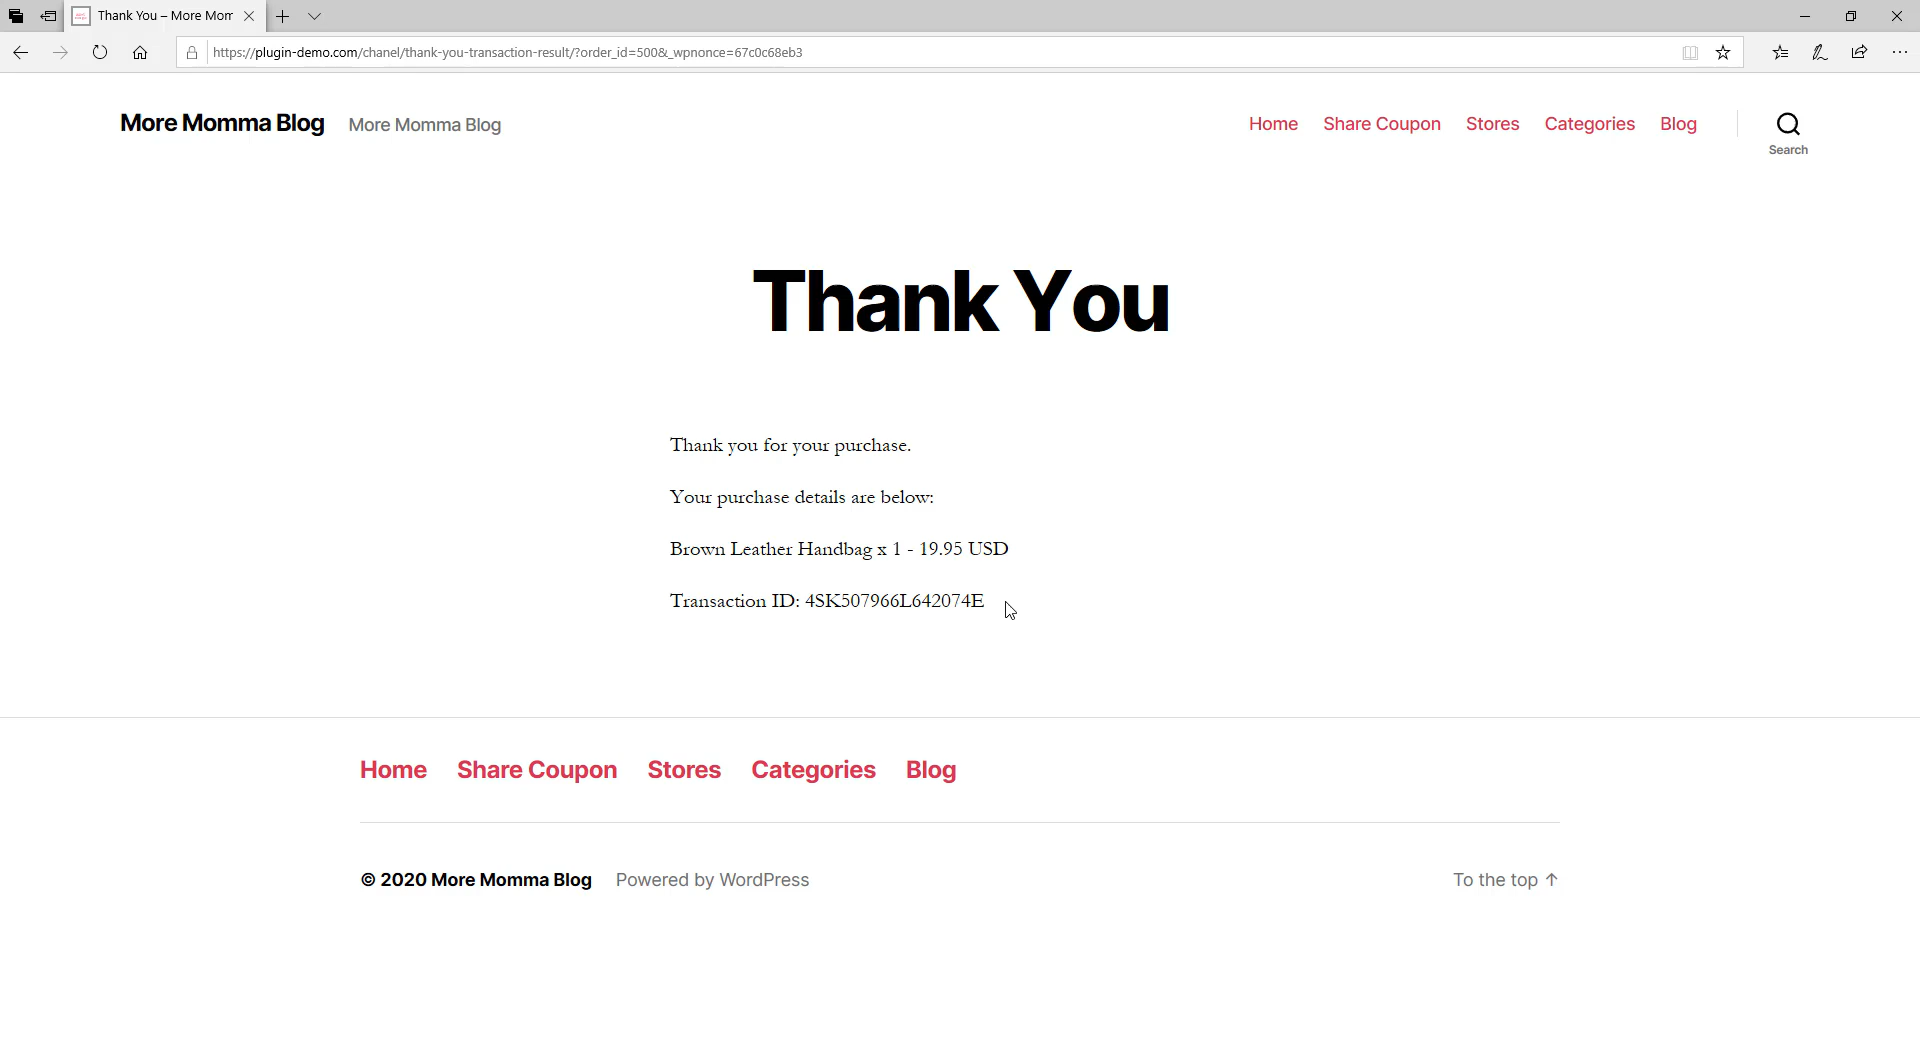 Thank You – More Mom
https://plugin-demo.com/chanel/thank-you-transaction-result/?order_id=500&_wpnonce=67c0c68eb3
More Momma Blog More Momma Blog Home Share Coupon Stores Categories Blog
Search
Thank You
Thank you for your purchase.
Your purchase details are below:
Brown Leather Handbag x 1 - 19.95 USD
Transaction ID: 4SK507966L642074E
Home Share Coupon Stores Categories Blog
© 2020 More Momma Blog Powered by WordPress To the top ↑